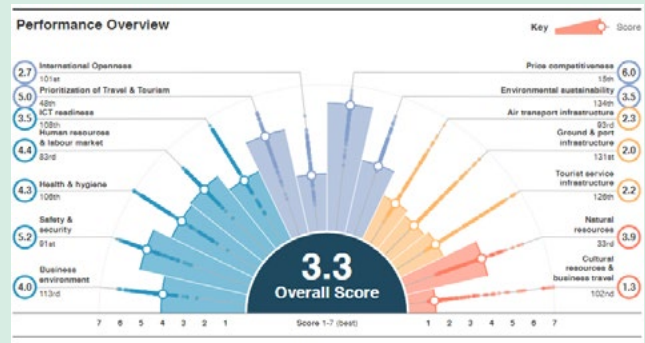 Performance Overview
Key
Score
2.7
International Openness
101st
5.0
Prioritization of Travel & Tourism
48th
3.5
ICT readiness
108th
4.4
Human resources
& labour market
83rd
4.3
Health & hygiene
106th
5.2
Safety &
security
91st
4.0
Business
environment
113rd
Price competitiveness
15th
6.0
Environmental sustainability
134th
3.5
Air transport infrastructure
93rd
2.3
Ground & port
infrastructure
131st
2.0
Tourist service
infrastructure
126th
2.2
Natural
resources
33rd
3.9
Cultural
resources &
business travel
102nd
1.3
3.3
Overall Score
7 6 5 4 3 2 1 Score 1-7 (best) 1 2 3 4 5 6 7